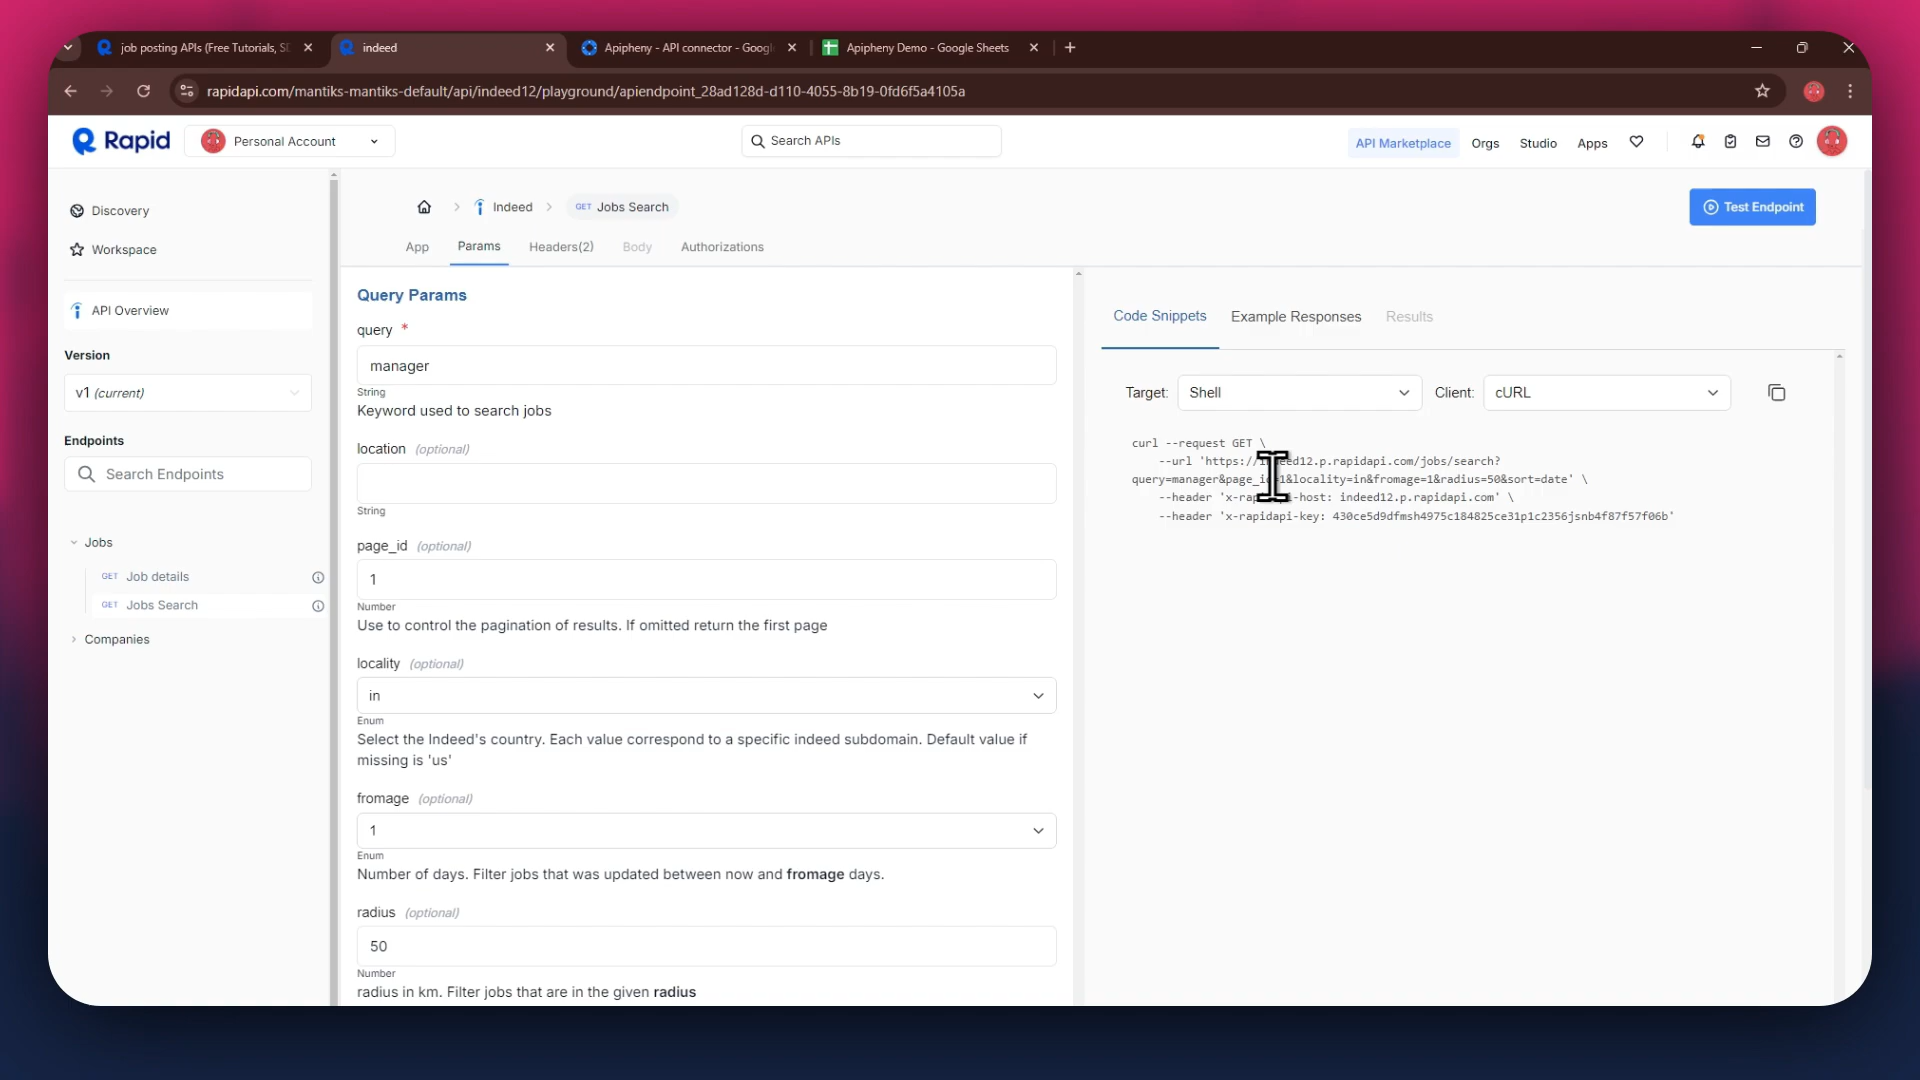 job posting APIs (Free Tutorials, SD
indeed
Apipheny - API connector - Googl
Apipheny Demo - Google Sheets
rapidapi.com/mantiks-mantiks-default/api/indeed12/playground/apiendpoint_28ad128d-d110-4055-8b19-0fd6f5a4105a
Rapid
Personal Account
Search APIs
API Marketplace
Orgs
Studio
Apps
Discovery
Workspace
API Overview
Version
v1 (current)
Endpoints
Search Endpoints
Jobs
GET Job details
GET Jobs Search
Companies
Indeed
GET Jobs Search
Test Endpoint
App
Params
Headers(2)
Body
Authorizations
Query Params
query *
manager
String
Keyword used to search jobs
location (optional)
String
page_id (optional)
1
Number
Use to control the pagination of results. If omitted return the first page
locality (optional)
in
Enum
Select the Indeed's country. Each value correspond to a specific indeed subdomain. Default value if
missing is 'us'
fromage (optional)
1
Enum
Number of days. Filter jobs that was updated between now and fromage days.
radius (optional)
50
Number
radius in km. Filter jobs that are in the given radius
Code Snippets
Example Responses
Results
Target:
Shell
Client:
cURL
curl --request GET \
--url 'https://indeed12.p.rapidapi.com/jobs/search?
query=manager&page_id=1&locality=in&fromage=1&radius=50&sort=date' \
--header 'x-rapidapi-host: indeed12.p.rapidapi.com' \
--header 'x-rapidapi-key: 430ce5d9dfmsh4975c184825ce31p1c2356jsnb4f87f57f06b'